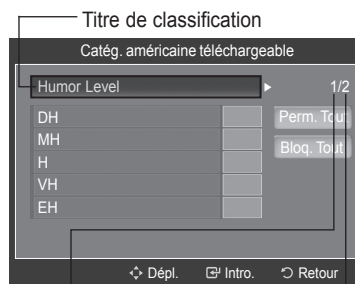 Titre de classification
Catég. américaine téléchargeable
Humor Level ► 1/2
DH Perm. Tout
MH
Bloq. Tout
H
VH
EH
Dépl. Intro. Retour